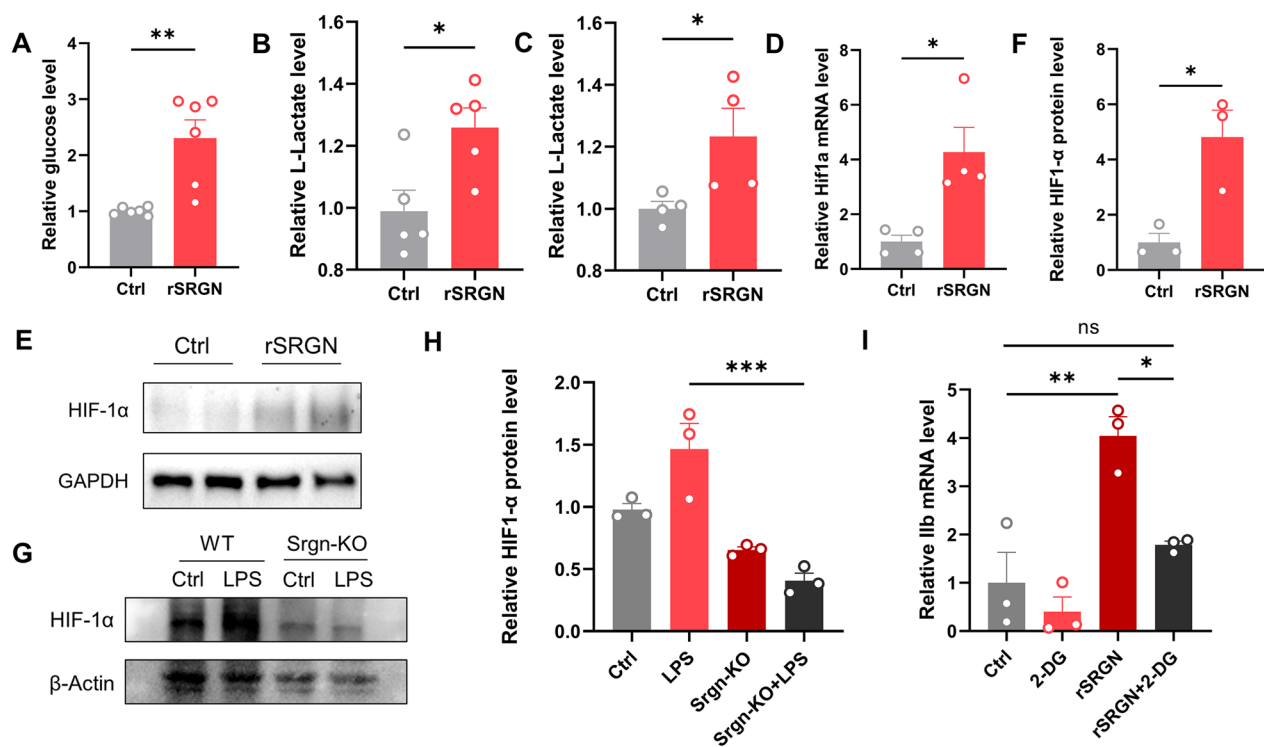 A
Relative glucose level
4
3
2
1
0
**
Ctrl
rSRGN
B
Relative L-Lactate level
1.6
1.4
1.2
1.0
0.8
*
Ctrl
rSRGN
C
Relative L-Lactate level
1.6
1.4
1.2
1.0
0.8
*
Ctrl
rSRGN
D
Relative Hif1a mRNA level
8
6
4
2
0
*
Ctrl
rSRGN
F
Relative HIF1-α protein level
8
6
4
2
0
*
Ctrl
rSRGN
E
Ctrl
rSRGN
HIF-1α
GAPDH
G
WT
Srgn-KO
Ctrl
LPS
Ctrl
LPS
HIF-1α
β-Actin
H
Relative HIF1-α protein level
2.0
1.5
1.0
0.5
0.0
***
Ctrl
LPS
Srgn-KO
Srgn-KO+LPS
I
Relative Ilb mRNA level
5
4
3
2
1
0
ns
**
*
Ctrl
2-DG
rSRGN
rSRGN+2-DG